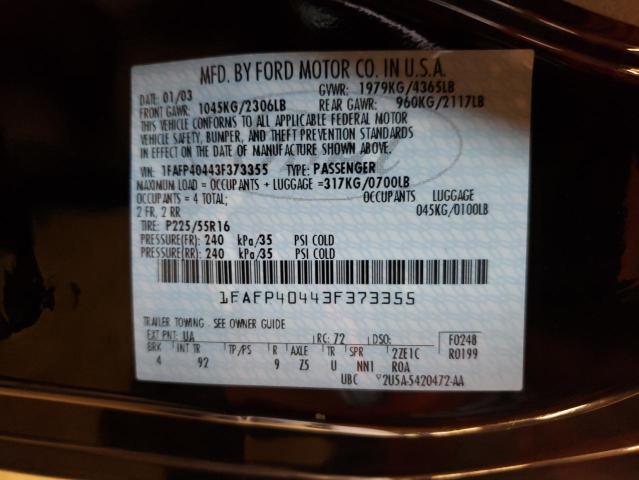 MFD. BY FORD MOTOR CO. IN U.S.A.
DATE: 01/03 GVWR: 1979KG/4365LB
FRONT GAWR: 1045KG/2306LB REAR GAWR: 960KG/2117LB
THIS VEHICLE CONFORMS TO ALL APPLICABLE FEDERAL MOTOR
VEHICLE SAFETY, BUMPER, AND THEFT PREVENTION STANDARDS
IN EFFECT ON THE DATE OF MANUFACTURE SHOWN ABOVE.
VIN: 1FAFP40443F373355 TYPE: PASSENGER
MAXIMUM LOAD = OCCUPANTS + LUGGAGE =317KG/0700LB
OCCUPANTS = 4 TOTAL; OCCUPANTS LUGGAGE
2 FR, 2 RR 045KG/0100LB
TIRE: P225/55R16
PRESSURE(FR): 240 kPa/35 PSI COLD
PRESSURE(RR): 240 kPa/35 PSI COLD
1FAFP40443F373355
TRAILER TOWING - SEE OWNER GUIDE
EXT PNT: UA RC: 72 DSO: F0248
BRK INT TR TP/PS R AXLE TR SPR 2ZE1C R0199
4 92 9 Z5 U NN1 ROA
UBC 2U5A-5420472-AA